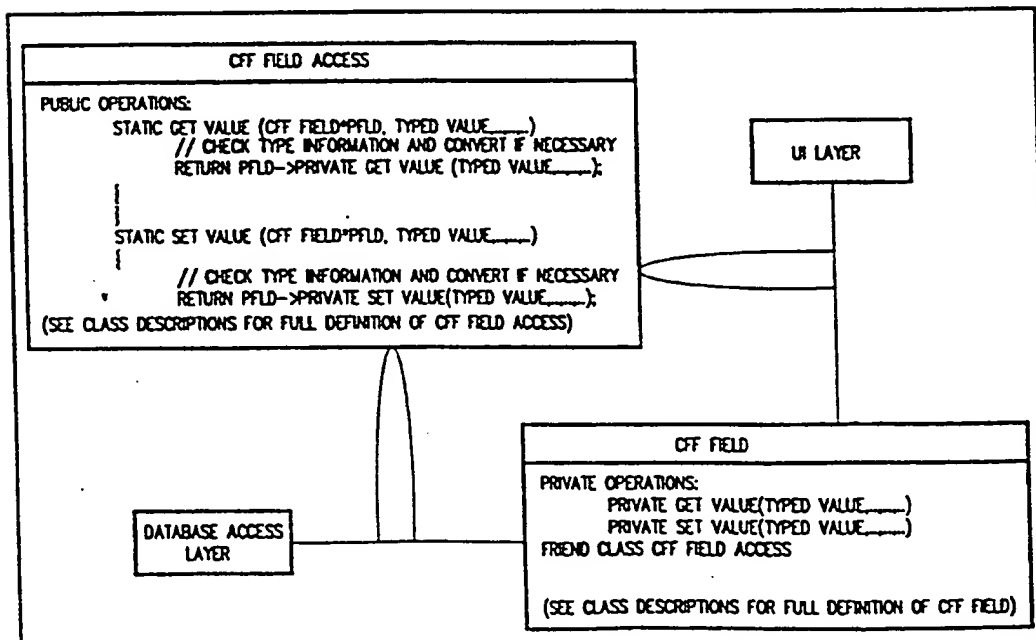 CFF FIELD ACCESS
PUBLIC OPERATIONS:
STATIC GET VALUE (CFF FIELD*PFLD, TYPED VALUE........)
// CHECK TYPE INFORMATION AND CONVERT IF NECESSARY
RETURN PFLD->PRIVATE GET VALUE (TYPED VALUE........);
STATIC SET VALUE (CFF FIELD*PFLD, TYPED VALUE........)
{
// CHECK TYPE INFORMATION AND CONVERT IF NECESSARY
RETURN PFLD->PRIVATE SET VALUE(TYPED VALUE........);
(SEE CLASS DESCRIPTIONS FOR FULL DEFINITION OF CFF FIELD ACCESS)
UI LAYER
CFF FIELD
PRIVATE OPERATIONS:
PRIVATE GET VALUE(TYPED VALUE........)
PRIVATE SET VALUE(TYPED VALUE........)
FRIEND CLASS CFF FIELD ACCESS
(SEE CLASS DESCRIPTIONS FOR FULL DEFINITION OF CFF FIELD)
DATABASE ACCESS
LAYER